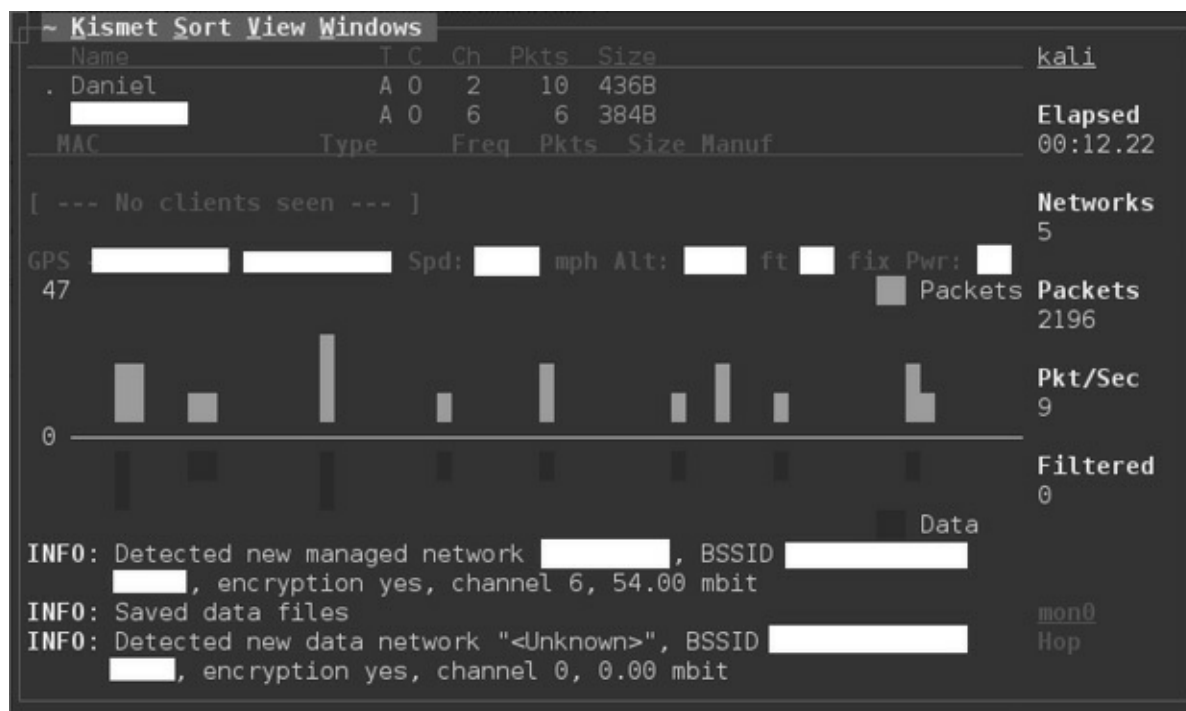 ~ Kismet Sort View Windows
Name T C Ch Pkts Size
kali
. Daniel A O 2 10 436B
A O 6 6 384B
Elapsed
MAC Type Freq Pkts Size Manuf
00:12.22
[ --- No clients seen --- ]
Networks
5
GPS Spd: mph Alt: ft fix Pwr:
47
Packets
Packets
2196
Pkt/Sec
9
0
Filtered
0
Data
INFO: Detected new managed network , BSSID
, encryption yes, channel 6, 54.00 mbit
INFO: Saved data files
mon0
INFO: Detected new data network "<Unknown>", BSSID
Hop
, encryption yes, channel 0, 0.00 mbit